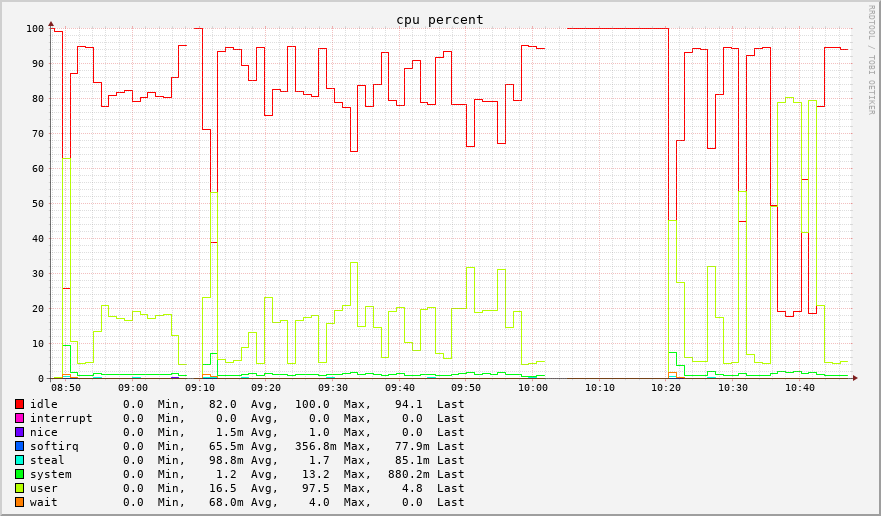 cpu percent
RRDTOOL / TOBI OETIKER
100
90
80
70
60
50
40
30
20
10
0
08:50 09:00 09:10 09:20 09:30 09:40 09:50 10:00 10:10 10:20 10:30 10:40
idle 0.0 Min, 82.0 Avg, 100.0 Max, 94.1 Last
interrupt 0.0 Min, 0.0 Avg, 0.0 Max, 0.0 Last
nice 0.0 Min, 1.5m Avg, 1.0 Max, 0.0 Last
softirq 0.0 Min, 65.5m Avg, 356.8m Max, 77.9m Last
steal 0.0 Min, 98.8m Avg, 1.7 Max, 85.1m Last
system 0.0 Min, 1.2 Avg, 13.2 Max, 880.2m Last
user 0.0 Min, 16.5 Avg, 97.5 Max, 4.8 Last
wait 0.0 Min, 68.0m Avg, 4.0 Max, 0.0 Last